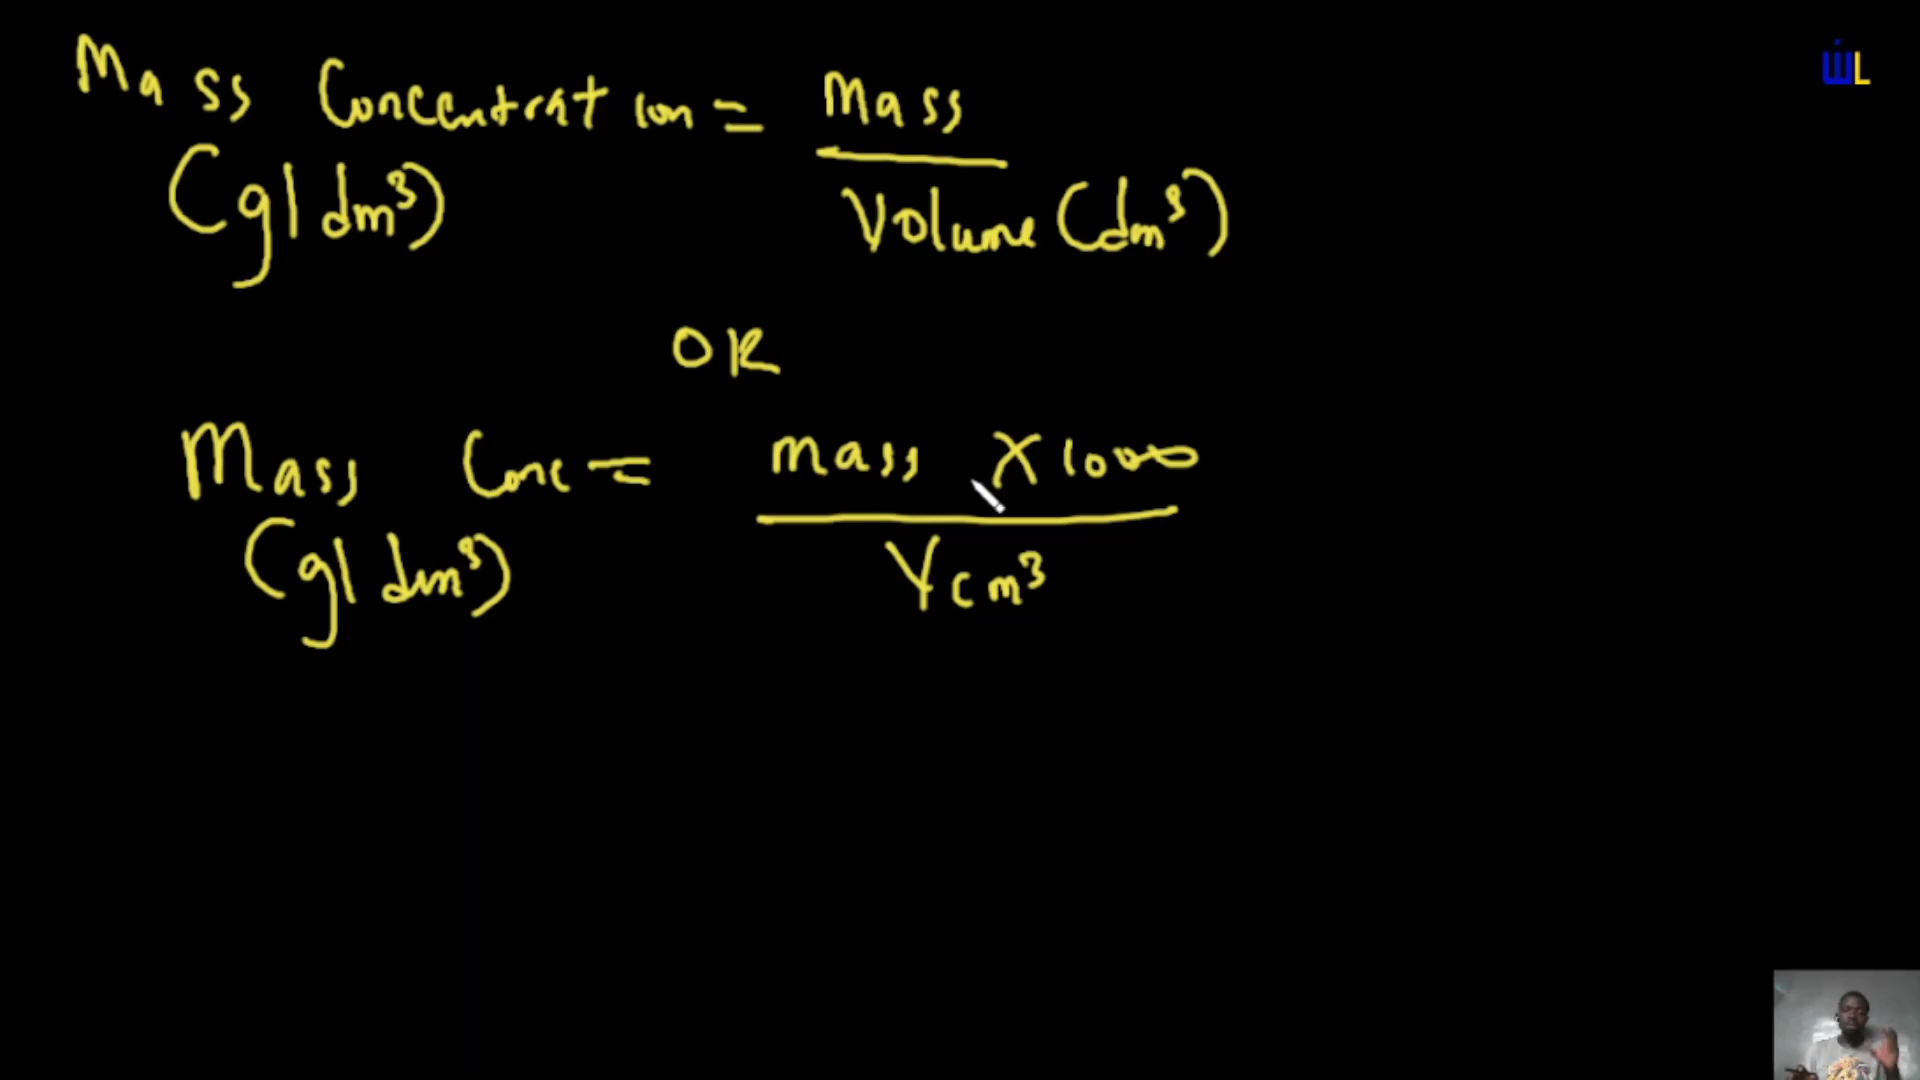 Mass Concentration = Mass
(g/dm³) Volume (dm³)
OR
Mass Conc = mass X 1000
(g/dm³) Vcm³